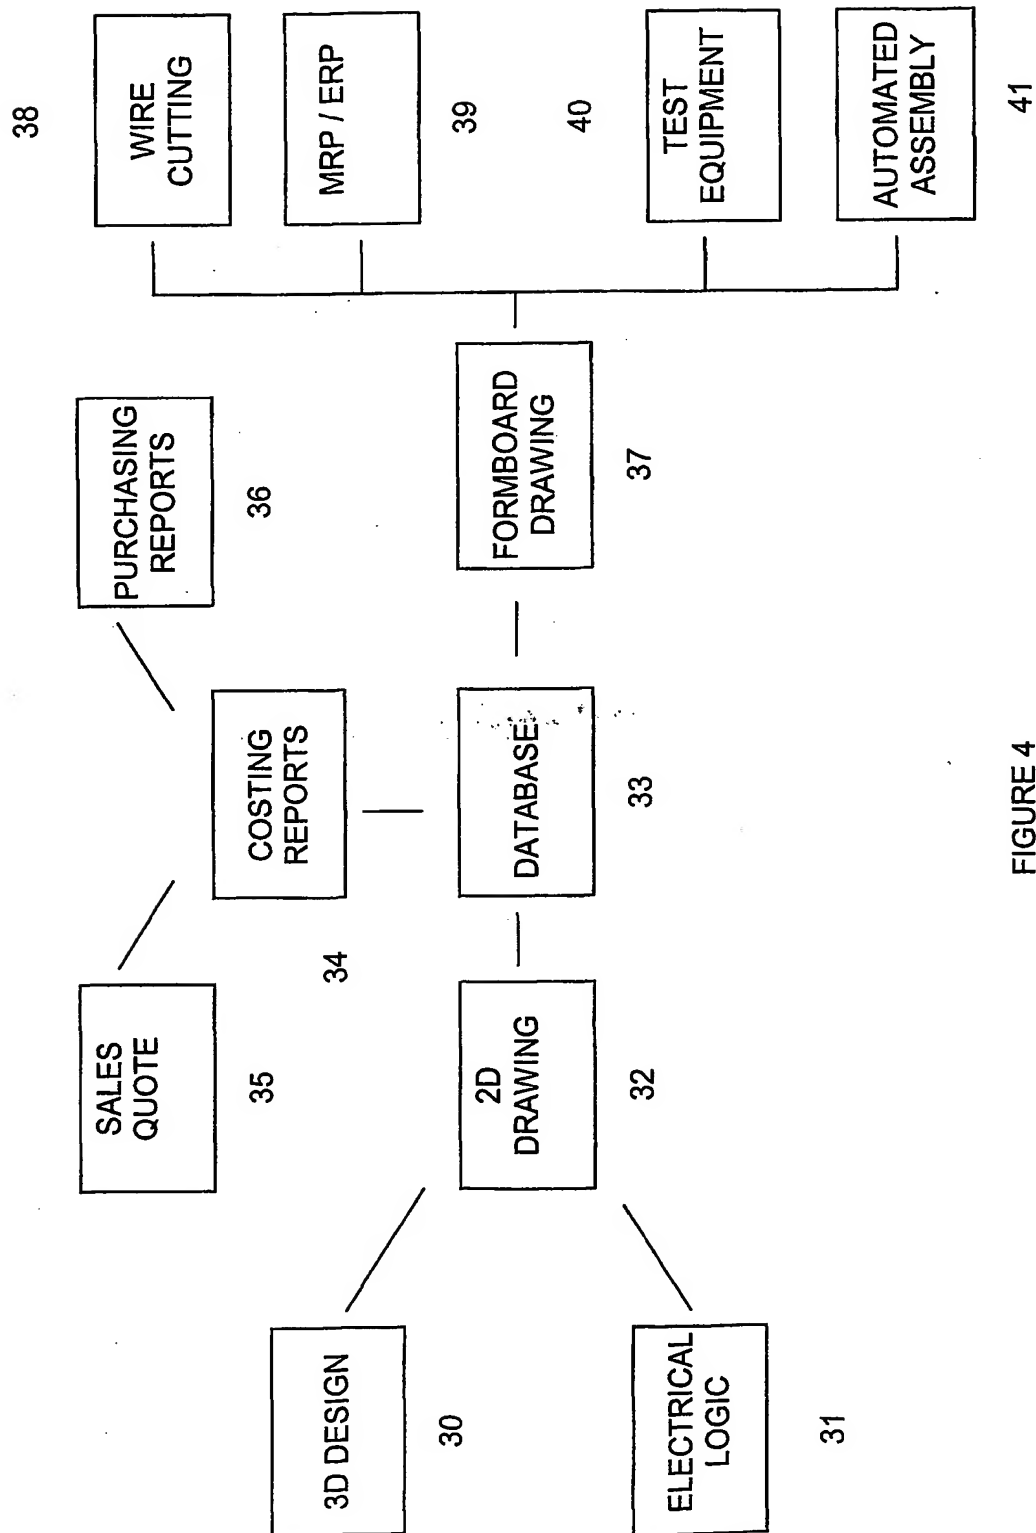 3D DESIGN
30
ELECTRICAL
LOGIC
31
2D
DRAWING
32
SALES
QUOTE
35
COSTING
REPORTS
34
DATABASE
33
PURCHASING
REPORTS
36
FORMBOARD
DRAWING
37
WIRE
CUTTING
38
MRP / ERP
39
TEST
EQUIPMENT
40
AUTOMATED
ASSEMBLY
41
FIGURE 4